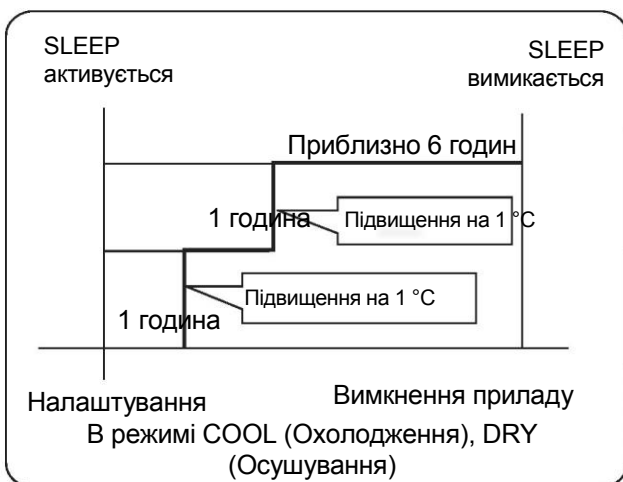 SLEEP
активується
SLEEP
вимикається
Приблизно 6 годин
1 година
Підвищення на 1 °C
Підвищення на 1 °C
1 година
Налаштування
Вимкнення приладу
В режимі COOL (Охолодження), DRY
(Осушування)